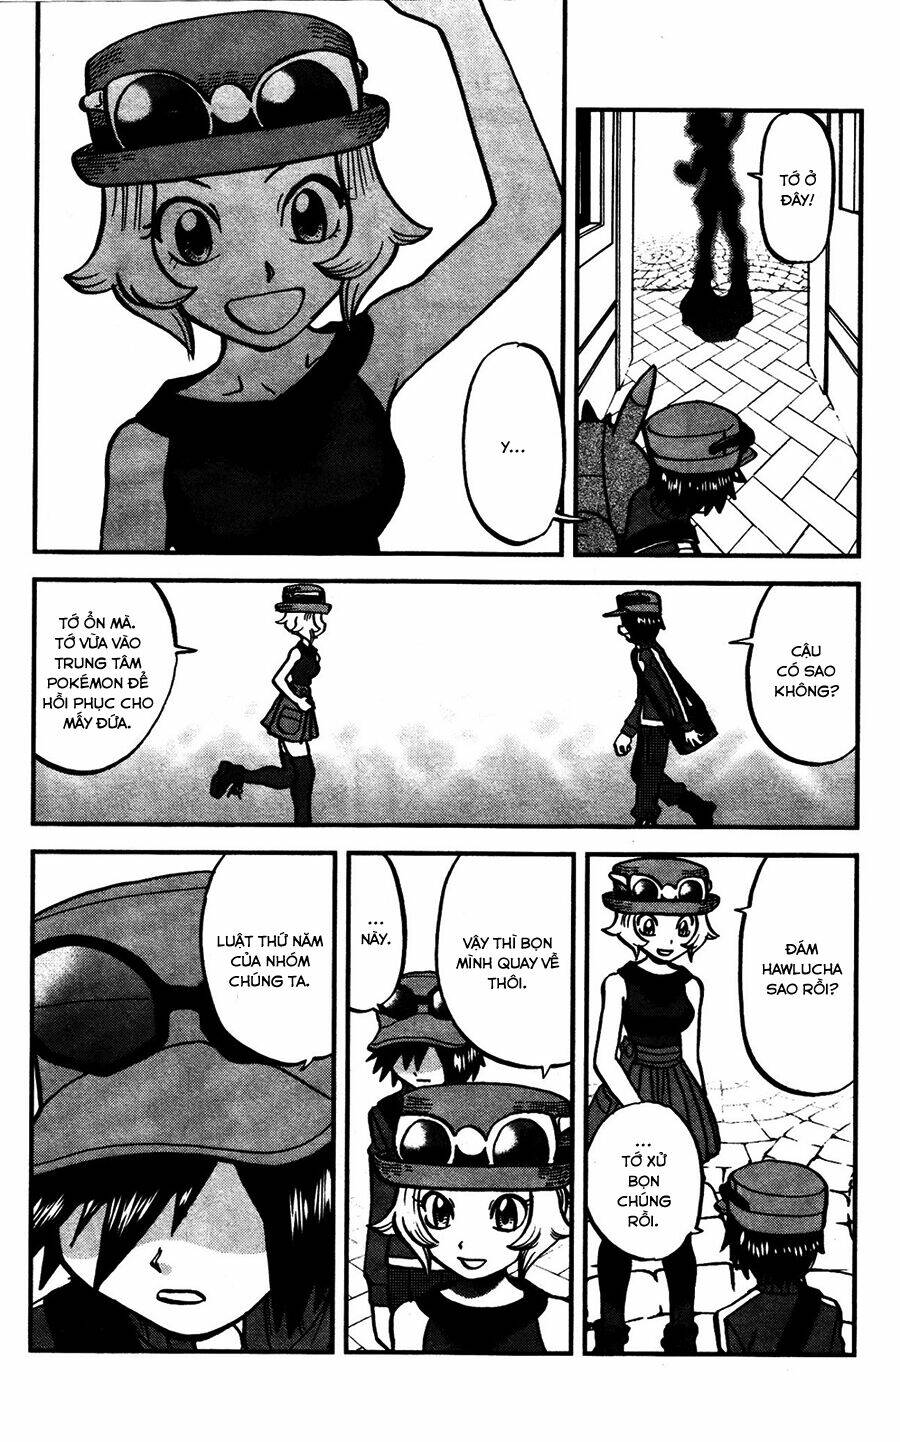 TỚ Ở
ĐÂY!
Y...
CẬU
CÓ SAO
KHÔNG?
TỚ ỔN MÀ.
TỚ VỪA VÀO
TRUNG TÂM
POKÉMON ĐỂ
HỒI PHỤC CHO
MẤY ĐỨA.
ĐÁM
HAWLUCHA
SAO RỒI?
...
TỚ XỬ
BỌN
CHÚNG
RỒI.
VẬY THÌ BỌN
MÌNH QUAY VỀ
THÔI.
...
NÀY.
LUẬT THỨ NĂM
CỦA NHÓM
CHÚNG TA.